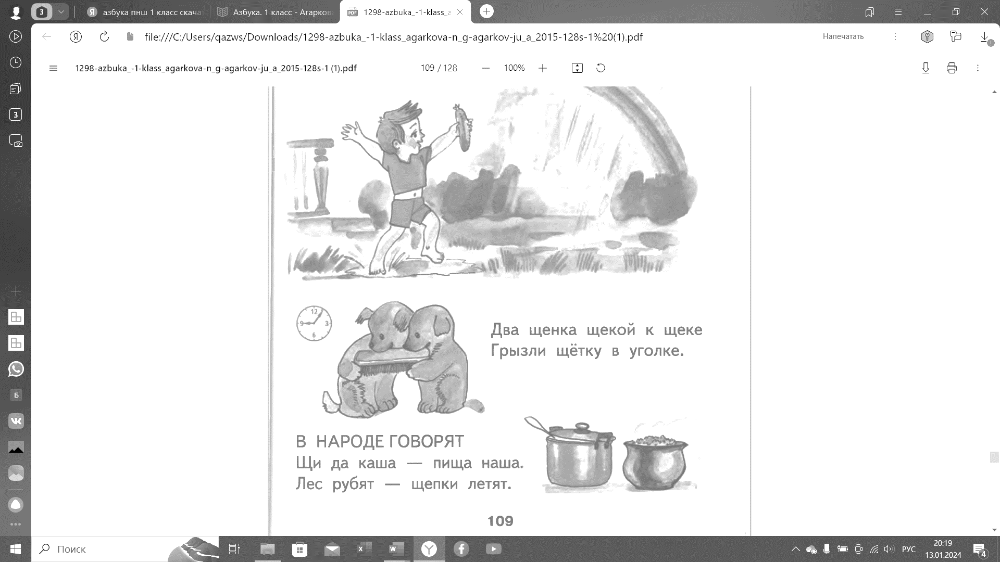 3
азбука пнш 1 класс скачат
Азбука. 1 класс - Агаркова
1298-azbuka_-1-klass_a
file:///C:/Users/qazws/Downloads/1298-azbuka_-1-klass_agarkova-n_g-agarkov-ju_a_2015-128s-1%20(1).pdf
Напечатать
1298-azbuka_-1-klass_agarkova-n_g-agarkov-ju_a_2015-128s-1 (1).pdf
109 / 128
100%
3
12
9 3
6
Два щенка щекой к щеке
Грызли щётку в уголке.
В НАРОДЕ ГОВОРЯТ
Щи да каша — пища наша.
Лес рубят — щепки летят.
109
Б
Поиск
РУС
20:19
13.01.2024
4